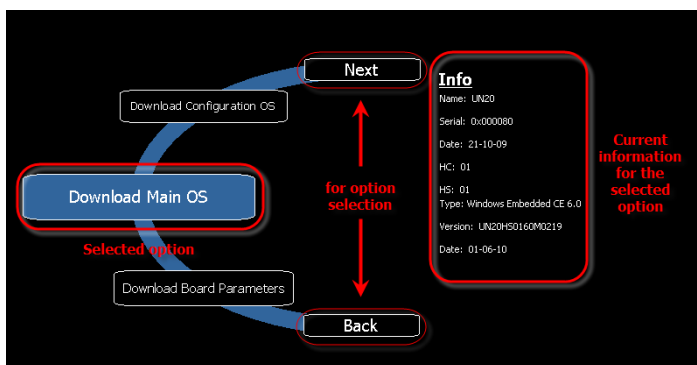 Next
Download Configuration OS
Download Main OS
Selected option
Download Board Parameters
Back
for option
selection
Info
Name: UN20
Serial: 0x000080
Date: 21-10-09
HC: 01
HS: 01
Type: Windows Embedded CE 6.0
Version: UN20HS0160M0219
Date: 01-06-10
Current
information
for the
selected
option